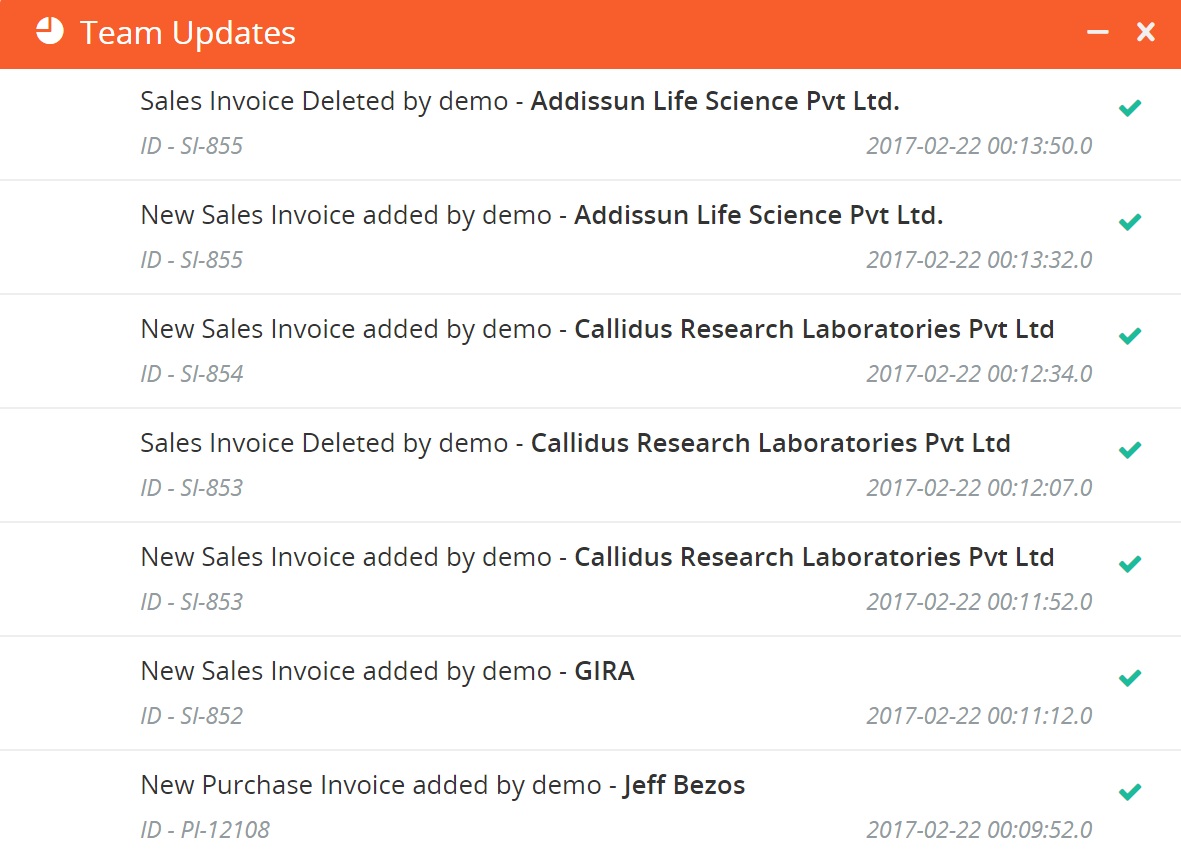 Team Updates
Sales Invoice Deleted by demo - Addissun Life Science Pvt Ltd.
ID - SI-855 2017-02-22 00:13:50.0
New Sales Invoice added by demo - Addissun Life Science Pvt Ltd.
ID - SI-855 2017-02-22 00:13:32.0
New Sales Invoice added by demo - Callidus Research Laboratories Pvt Ltd
ID - SI-854 2017-02-22 00:12:34.0
Sales Invoice Deleted by demo - Callidus Research Laboratories Pvt Ltd
ID - SI-853 2017-02-22 00:12:07.0
New Sales Invoice added by demo - Callidus Research Laboratories Pvt Ltd
ID - SI-853 2017-02-22 00:11:52.0
New Sales Invoice added by demo - GIRA
ID - SI-852 2017-02-22 00:11:12.0
New Purchase Invoice added by demo - Jeff Bezos
ID - PI-12108 2017-02-22 00:09:52.0